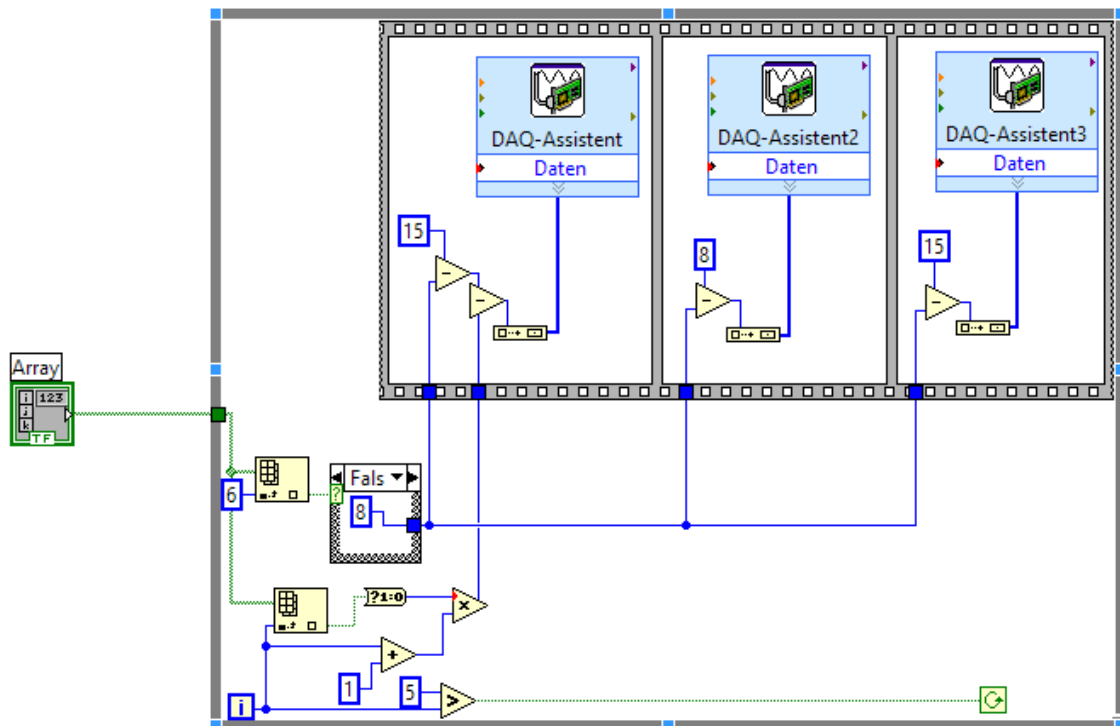 DAQ-Assistent
Daten
DAQ-Assistent2
Daten
DAQ-Assistent3
Daten
15
8
15
Array
i
j
k
123
TF
6
Fals
?
8
?1:0
1
5
i